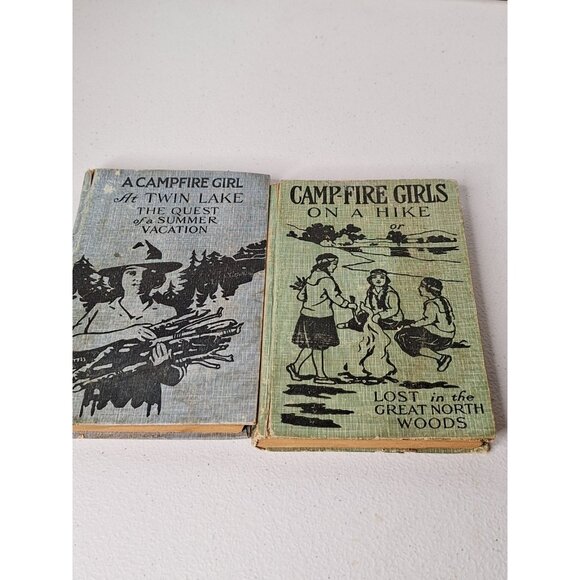 A CAMPFIRE GIRL
At TWIN LAKE
THE QUEST
of a SUMMER
VACATION
CAMP-FIRE GIRLS
ON A HIKE
or
LOST in the
GREAT NORTH
WOODS